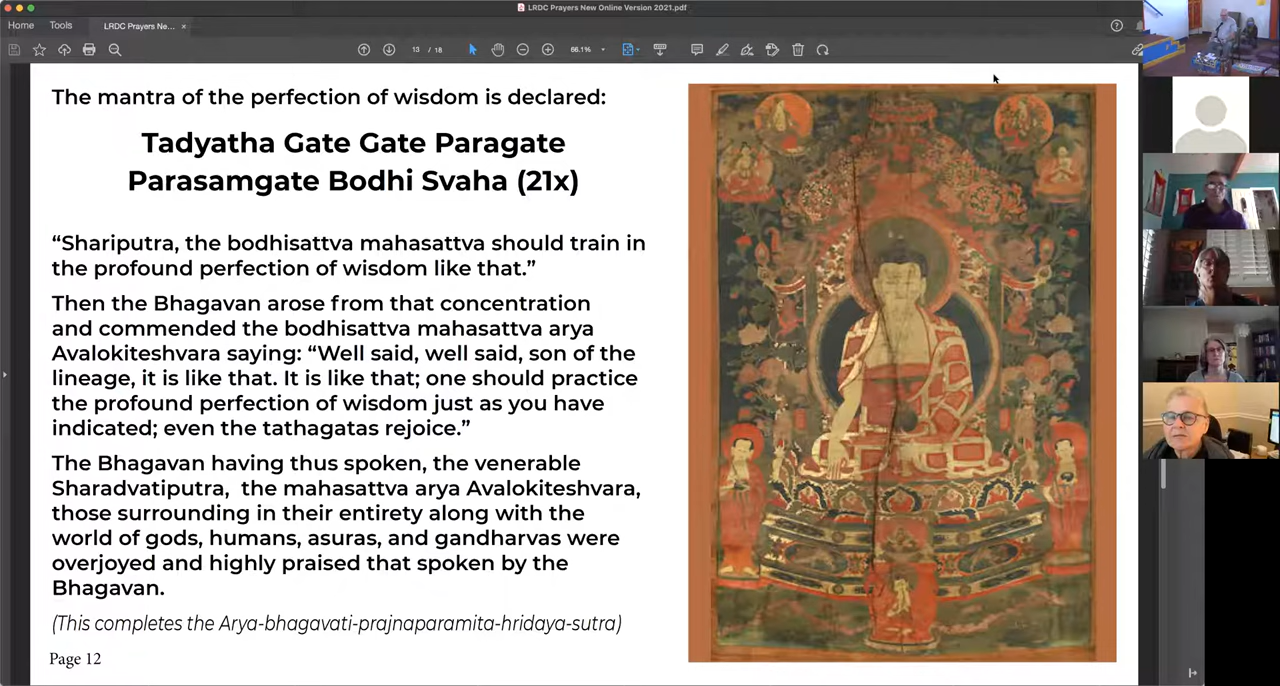 LRDC Prayers New Online Version 2021.pdf
Home Tools LRDC Prayers Ne... ×
13 / 18 66.1%
The mantra of the perfection of wisdom is declared:
Tadyatha Gate Gate Paragate
Parasamgate Bodhi Svaha (21x)
“Shariputra, the bodhisattva mahasattva should train in
the profound perfection of wisdom like that.”
Then the Bhagavan arose from that concentration
and commended the bodhisattva mahasattva arya
Avalokiteshvara saying: “Well said, well said, son of the
lineage, it is like that. It is like that; one should practice
the profound perfection of wisdom just as you have
indicated; even the tathagatas rejoice.”
The Bhagavan having thus spoken, the venerable
Sharadvatiputra, the mahasattva arya Avalokiteshvara,
those surrounding in their entirety along with the
world of gods, humans, asuras, and gandharvas were
overjoyed and highly praised that spoken by the
Bhagavan.
(This completes the Arya-bhagavati-prajnaparamita-hridaya-sutra)
Page 12